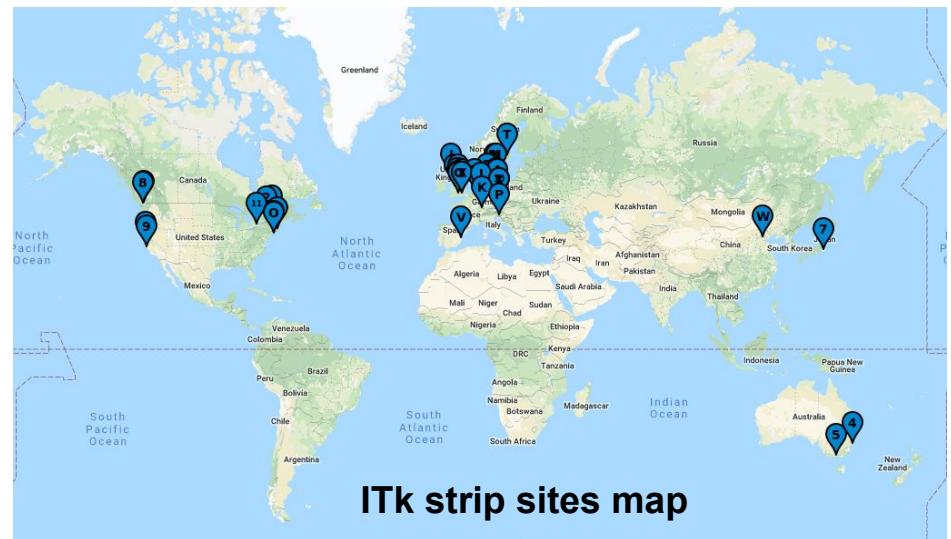 Greenland
Iceland
Finland
T
Russia
8
Canada
K
P
Ukraine
Kazakhstan
Mongolia
11
O
9
United States
V
Italy
Turkey
W
China
South Korea
7
North
Pacific
Ocean
North
Atlantic
Ocean
Iraq
Iran
Afghanistan
Pakistan
Mexico
Algeria
Libya
Egypt
Saudi Arabia
India
Thailand
Mali
Niger
Chad
Sudan
Nigeria
Ethiopia
Venezuela
Colombia
DRC
Kenya
Tanzania
Indonesia
Papua New
Guinea
Peru
Brazil
Bolivia
Angola
Namibia
Botswana
Madagascar
Indian
Ocean
Australia
4
5
South
Pacific
Ocean
Chile
South
Atlantic
Ocean
South Africa
Argentina
New
Zealand
ITk strip sites map